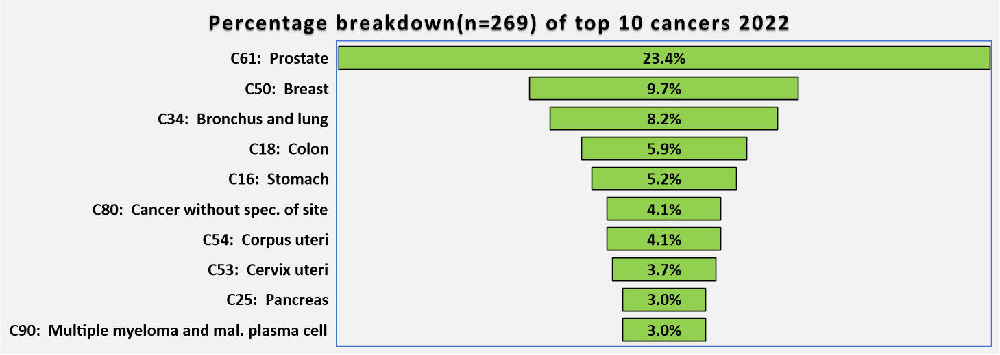 Percentage breakdown(n=269) of top 10 cancers 2022
C61: Prostate 23.4%
C50: Breast 9.7%
C34: Bronchus and lung 8.2%
C18: Colon 5.9%
C16: Stomach 5.2%
C80: Cancer without spec. of site 4.1%
C54: Corpus uteri 4.1%
C53: Cervix uteri 3.7%
C25: Pancreas 3.0%
C90: Multiple myeloma and mal. plasma cell 3.0%